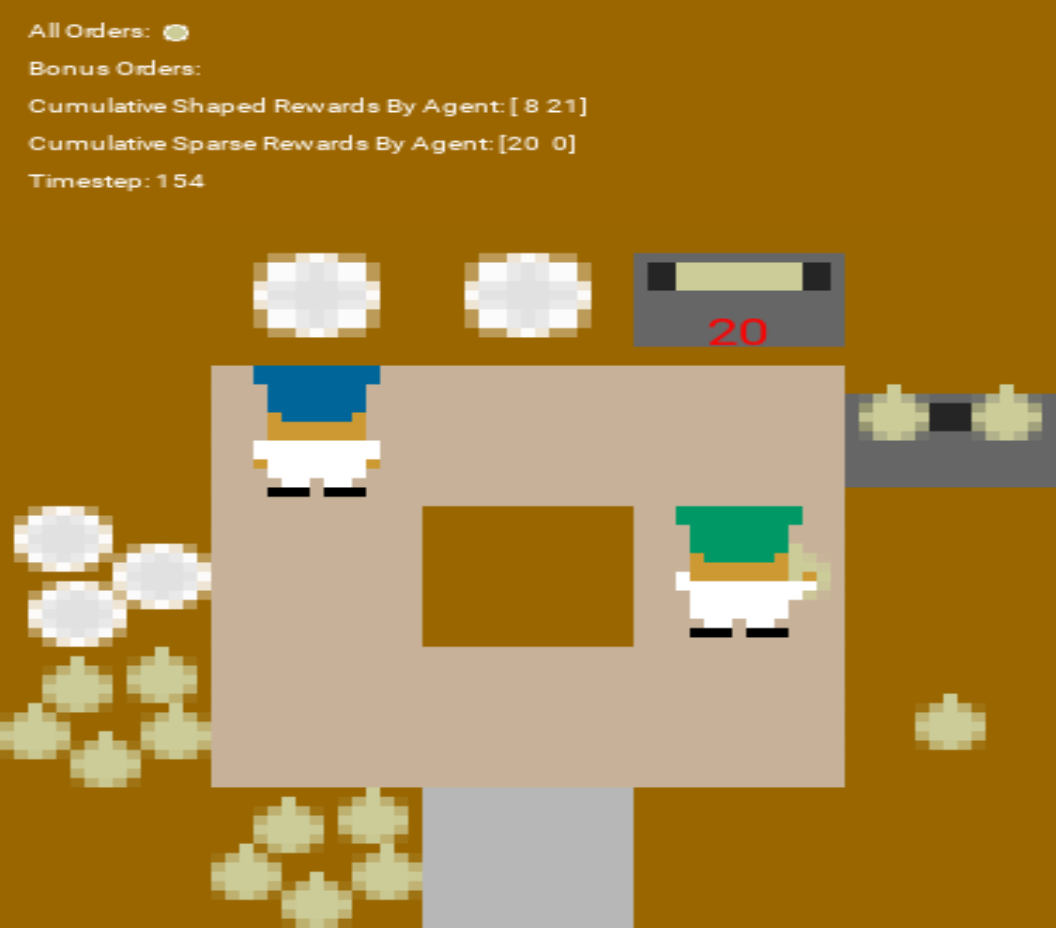 All Orders:
Bonus Orders:
Cumulative Shaped Rewards By Agent: [ 8 21]
Cumulative Sparse Rewards By Agent: [20  0]
Timestep: 154
20